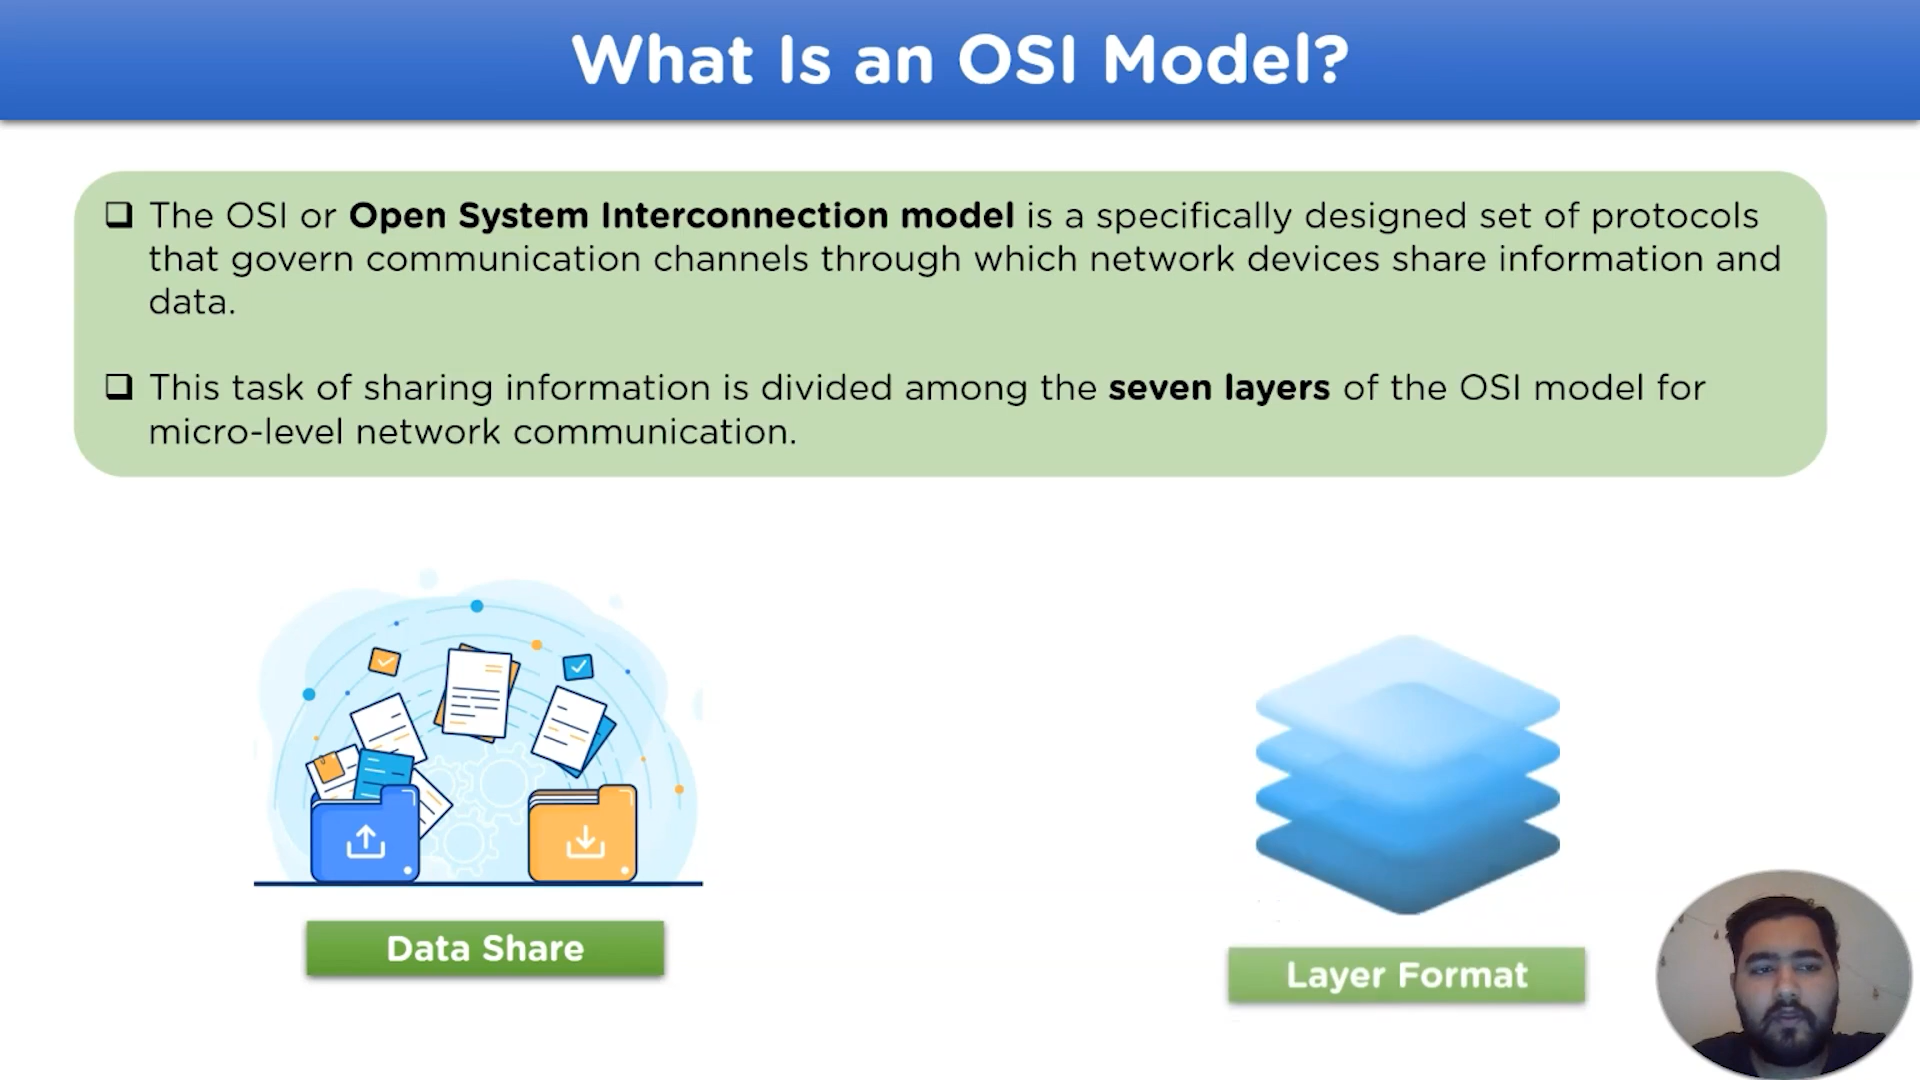 What Is an OSI Model?
❑ The OSI or Open System Interconnection model is a specifically designed set of protocols
that govern communication channels through which network devices share information and
data.
❑ This task of sharing information is divided among the seven layers of the OSI model for
micro-level network communication.
Data Share
Layer Format